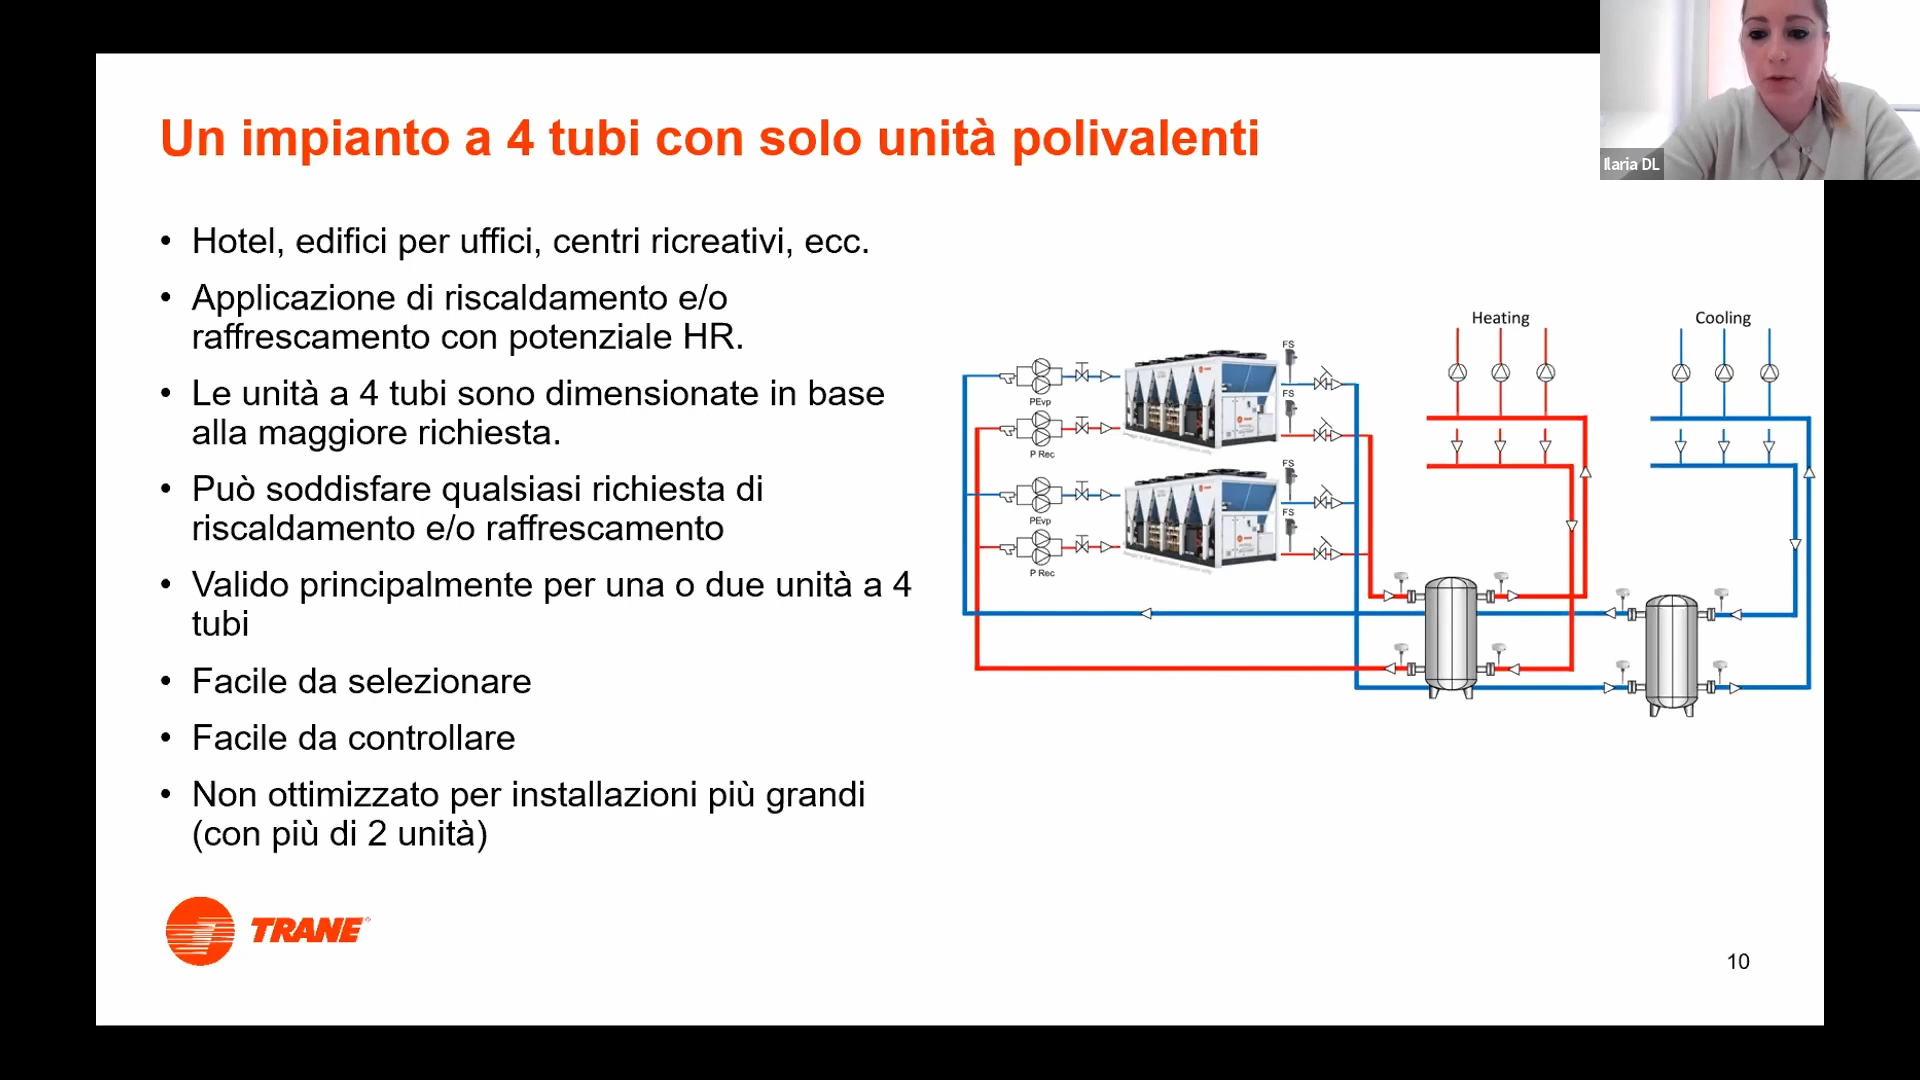 Un impianto a 4 tubi con solo unità polivalenti
Ilaria DL
• Hotel, edifici per uffici, centri ricreativi, ecc.
• Applicazione di riscaldamento e/o
raffrescamento con potenziale HR.
• Le unità a 4 tubi sono dimensionate in base
alla maggiore richiesta.
• Può soddisfare qualsiasi richiesta di
riscaldamento e/o raffrescamento
• Valido principalmente per una o due unità a 4
tubi
• Facile da selezionare
• Facile da controllare
• Non ottimizzato per installazioni più grandi
(con più di 2 unità)
Heating
Cooling
FS
PEvp
FS
P Rec
FS
PEvp
FS
P Rec
TRANE
10